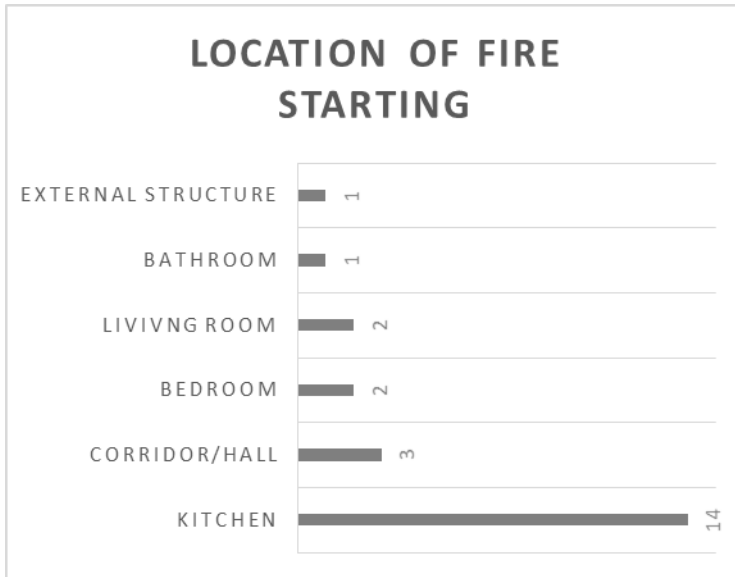 LOCATION OF FIRE
STARTING
EXTERNAL STRUCTURE 1
BATHROOM 1
LIVIVNG ROOM 2
BEDROOM 2
CORRIDOR/HALL 3
KITCHEN 14